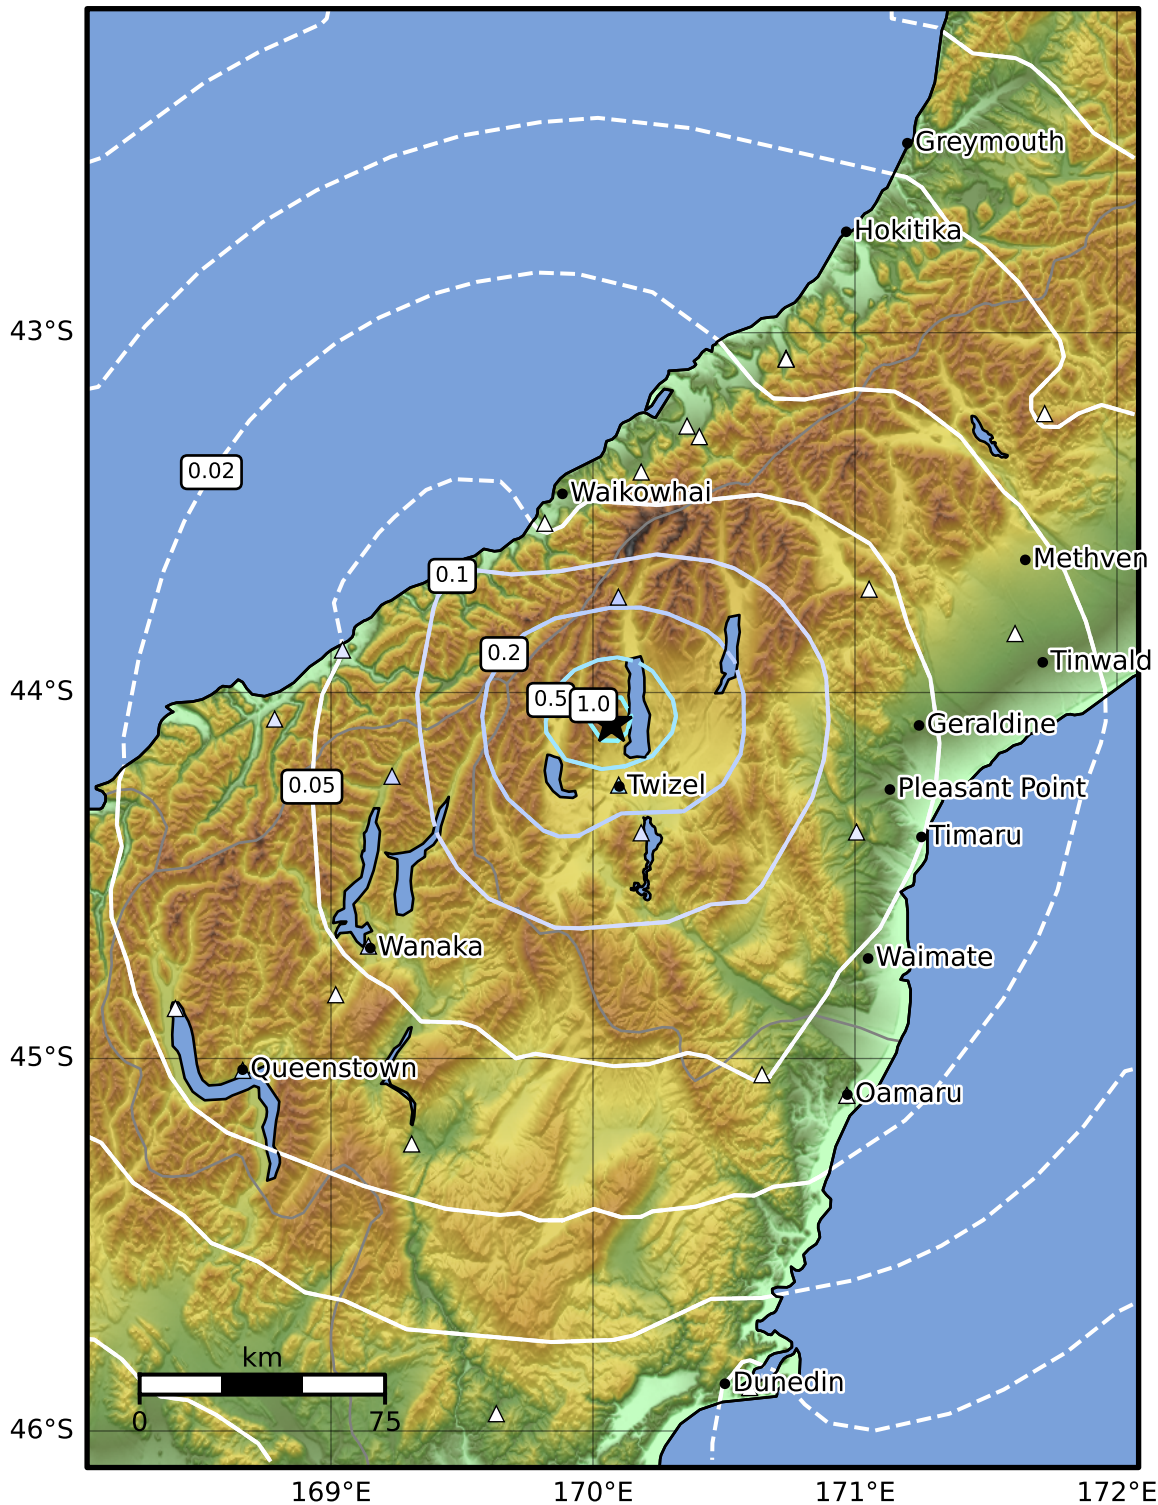 Greymouth
Hokitika
43°S
0.02
Waikowhai
Methven
0.1
0.2
Tinwald
44°S
0.5
1.0
Geraldine
0.05
Twizel
Pleasant Point
Timaru
Wanaka
Waimate
45°S
Queenstown
Oamaru
km
Dunedin
0
75
46°S
169°E
170°E
171°E
172°E